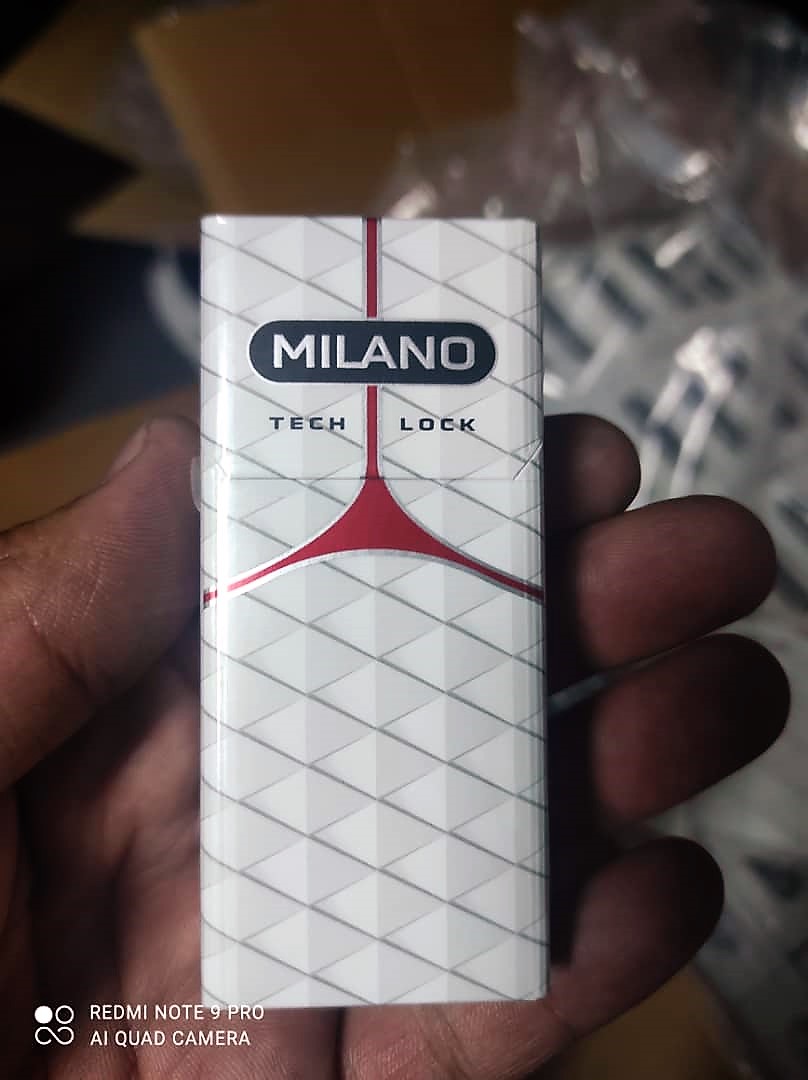 MILANO
TECH LOCK
REDMI NOTE 9 PRO
AI QUAD CAMERA